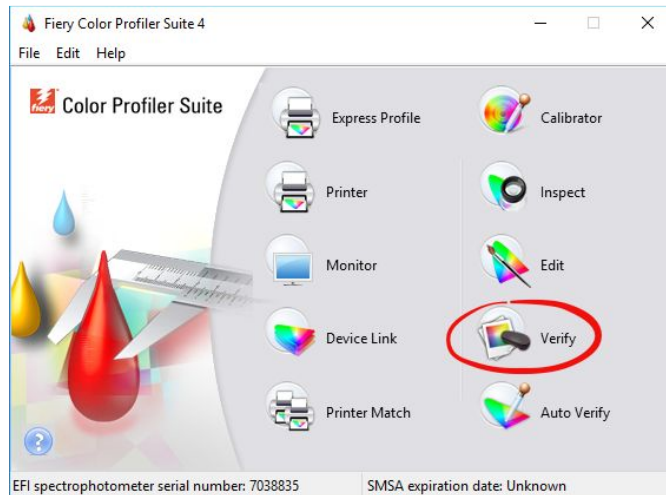 Fiery Color Profiler Suite 4
File Edit Help
fiery Color Profiler Suite
Express Profile
Calibrator
Printer
Inspect
Monitor
Edit
Device Link
Verify
Printer Match
Auto Verify
?
EFI spectrophotometer serial number: 7038835
SMSA expiration date: Unknown